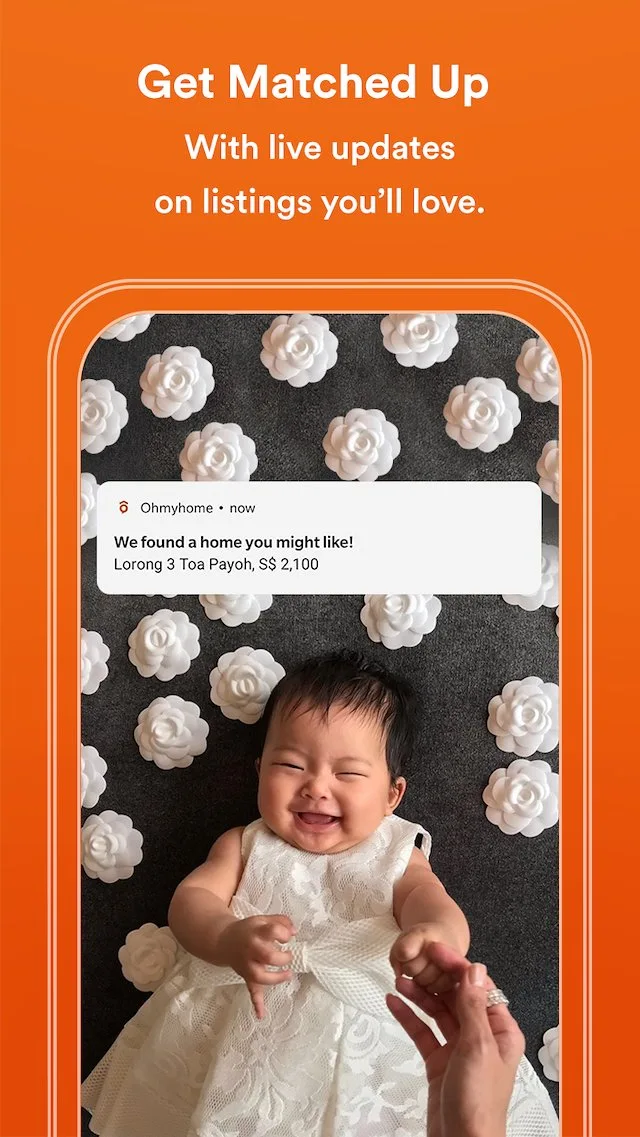 Get Matched Up
With live updates
on listings you’ll love.
Ohmyhome • now
We found a home you might like!
Lorong 3 Toa Payoh, S$ 2,100